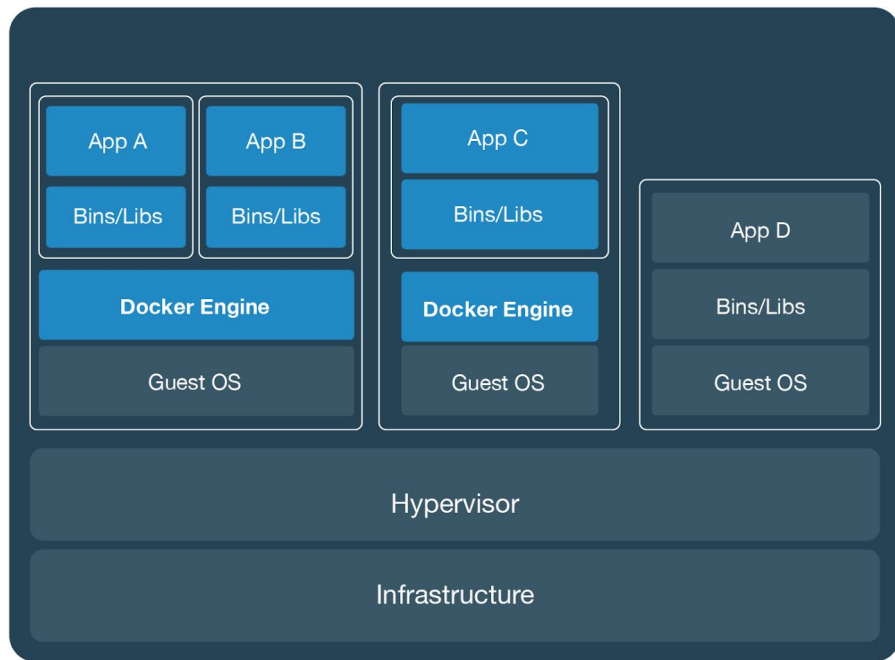 App A
App B
Bins/Libs
Bins/Libs
Docker Engine
Guest OS
App C
Bins/Libs
Docker Engine
Guest OS
App D
Bins/Libs
Guest OS
Hypervisor
Infrastructure